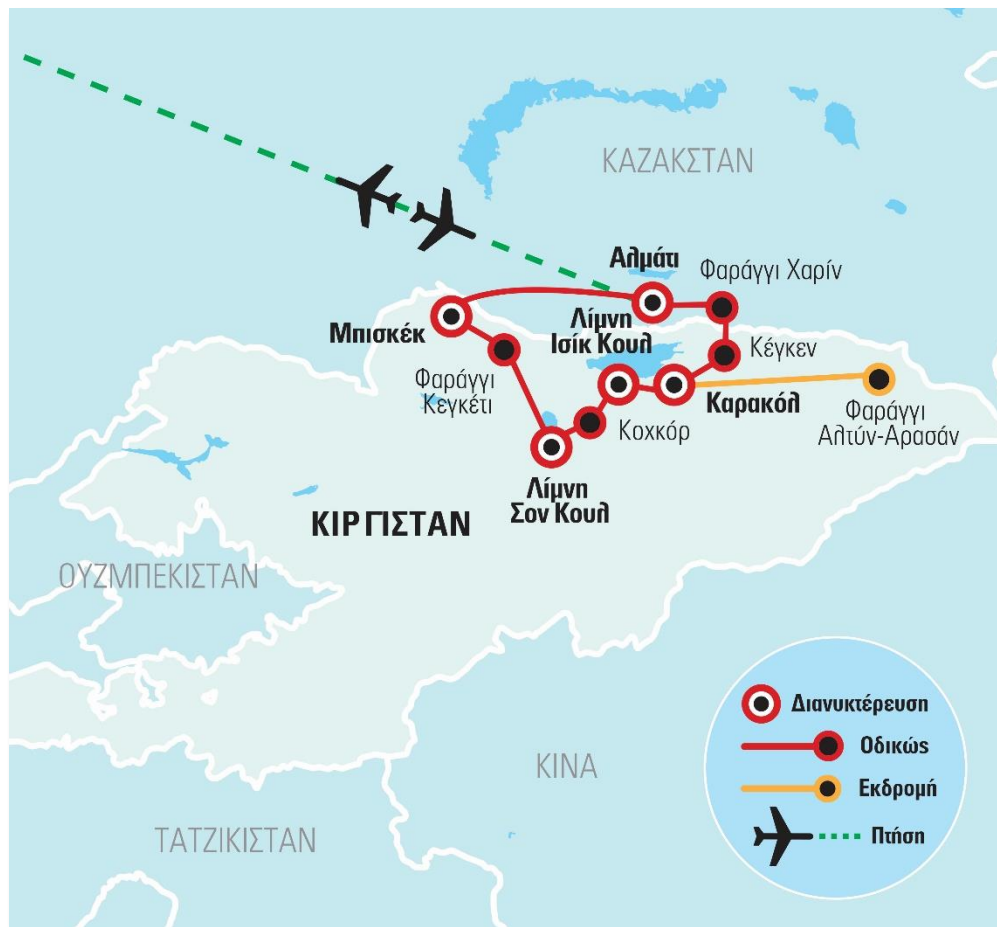 ΚΑΖΑΚΣΤΑΝ
Αλμάτι
Φαράγγι Χαρίν
Μπισκέκ
Λίμνη
Ισίκ Κουλ
Κέγκεν
Φαράγγι
Κεγκέτι
Καρακόλ
Φαράγγι
Αλτύν-Αρασάν
Κοχκόρ
Λίμνη
Σον Κουλ
ΚΙΡΓΙΣΤΑΝ
ΟΥΖΜΠΕΚΙΣΤΑΝ
ΚΙΝΑ
ΤΑΤΖΙΚΙΣΤΑΝ
Διανυκτέρευση
Οδικώς
Εκδρομή
Πτήση